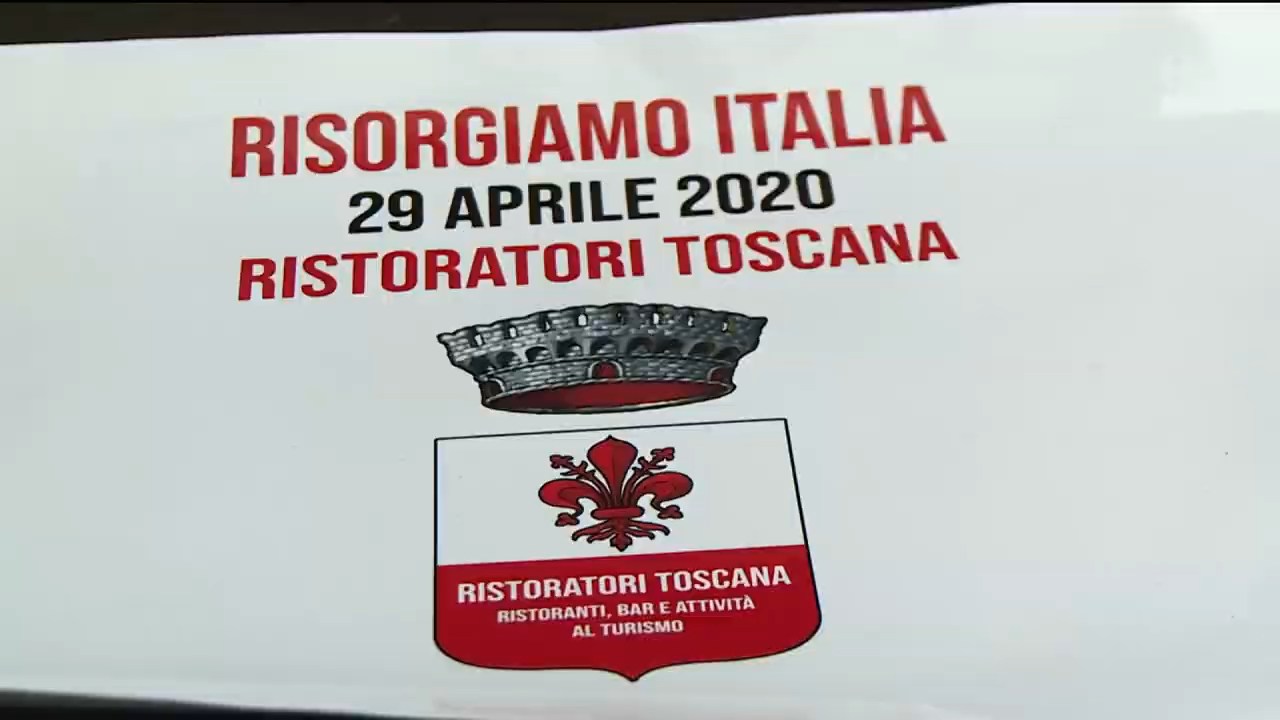 RISORGIAMO ITALIA
29 APRILE 2020
RISTORATORI TOSCANA
RISTORATORI TOSCANA
RISTORANTI, BAR E ATTIVITÀ
AL TURISMO